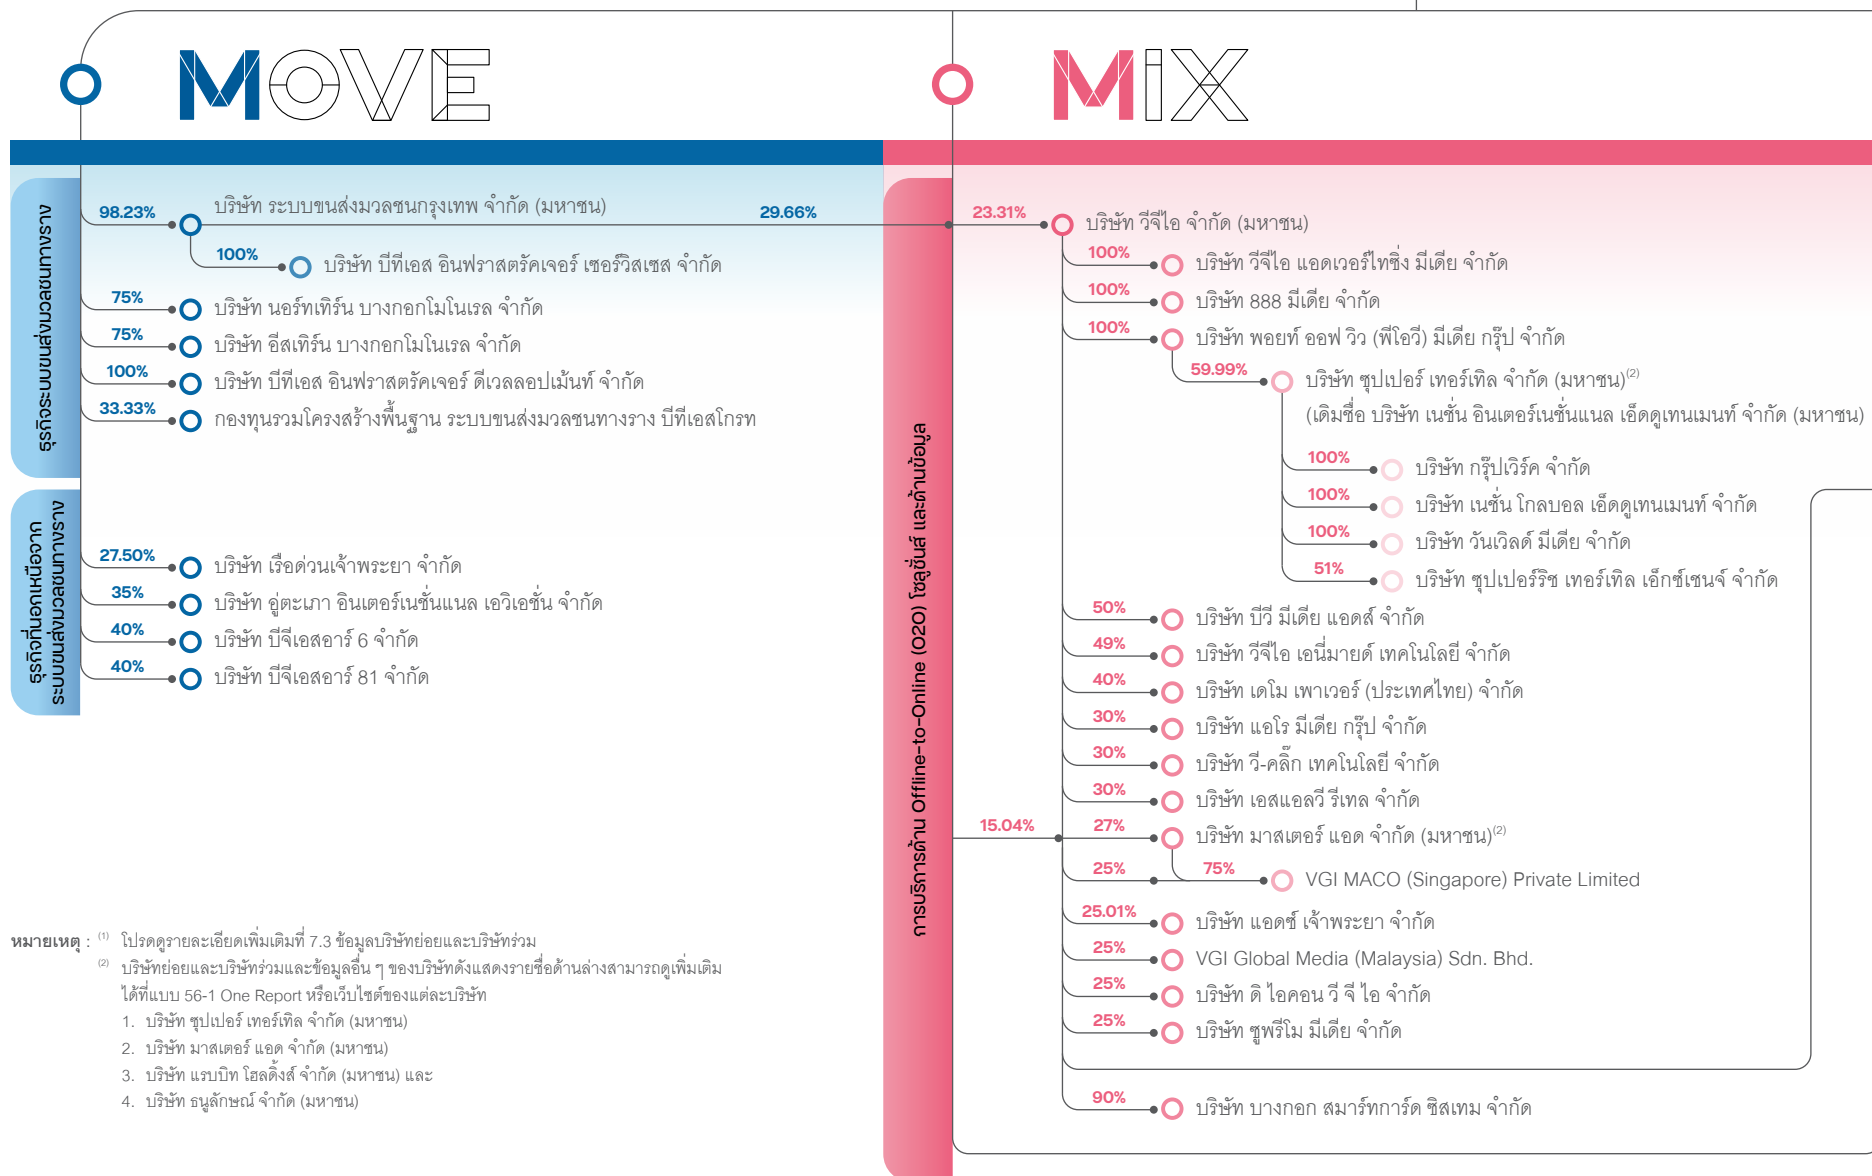 MOVE
ธุรกิจระบบขนส่งมวลชนทางราง
98.23%
บริษัท ระบบขนส่งมวลชนกรุงเทพ จำกัด (มหาชน)
29.66%
100%
บริษัท บีทีเอส อินฟราสตรัคเจอร์ เซอร์วิสเซส จำกัด
75%
บริษัท นอร์ทเทิร์น บางกอกโมโนเรล จำกัด
75%
บริษัท อีสเทิร์น บางกอกโมโนเรล จำกัด
100%
บริษัท บีทีเอส อินฟราสตรัคเจอร์ ดีเวลลอปเม้นท์ จำกัด
33.33%
กองทุนรวมโครงสร้างพื้นฐาน ระบบขนส่งมวลชนทางราง บีทีเอสโกรท
ธุรกิจที่นอกเหนือจาก
ระบบขนส่งมวลชนทางราง
27.50%
บริษัท เรือด่วนเจ้าพระยา จำกัด
35%
บริษัท อู่ตะเภา อินเตอร์เนชั่นแนล เอวิเอชั่น จำกัด
40%
บริษัท บีจีเอสอาร์ 6 จำกัด
40%
บริษัท บีจีเอสอาร์ 81 จำกัด
MiX
การบริการด้าน Offline-to-Online (O2O) โซลูชั่นส์ และด้านข้อมูล
23.31%
บริษัท วีจีไอ จำกัด (มหาชน)
100%
บริษัท วีจีไอ แอดเวอร์ไทซิ่ง มีเดีย จำกัด
100%
บริษัท 888 มีเดีย จำกัด
100%
บริษัท พอยท์ ออฟ วิว (พีโอวี) มีเดีย กรุ๊ป จำกัด
59.99%
บริษัท ซุปเปอร์ เทอร์เทิล จำกัด (มหาชน)(2)
(เดิมชื่อ บริษัท เนชั่น อินเตอร์เนชั่นแนล เอ็ดดูเทนเมนท์ จำกัด (มหาชน)
100%
บริษัท กรุ๊ปเวิร์ค จำกัด
100%
บริษัท เนชั่น โกลบอล เอ็ดดูเทนเมนท์ จำกัด
100%
บริษัท วันเวิลด์ มีเดีย จำกัด
51%
บริษัท ซุปเปอร์ริช เทอร์เทิล เอ็กซ์เชนจ์ จำกัด
50%
บริษัท บีวี มีเดีย แอดส์ จำกัด
49%
บริษัท วีจีไอ เอนี่มายด์ เทคโนโลยี จำกัด
40%
บริษัท เดโม เพาเวอร์ (ประเทศไทย) จำกัด
30%
บริษัท แอโร มีเดีย กรุ๊ป จำกัด
30%
บริษัท วี-คลิ๊ก เทคโนโลยี จำกัด
30%
บริษัท เอสแอลวี รีเทล จำกัด
15.04%
27%
บริษัท มาสเตอร์ แอด จำกัด (มหาชน)(2)
25%
75%
VGI MACO (Singapore) Private Limited
25.01%
บริษัท แอดซ์ เจ้าพระยา จำกัด
25%
VGI Global Media (Malaysia) Sdn. Bhd.
25%
บริษัท ดิ ไอคอน วี จี ไอ จำกัด
25%
บริษัท ซูพรีโม มีเดีย จำกัด
90%
บริษัท บางกอก สมาร์ทการ์ด ซิสเทม จำกัด
หมายเหตุ : (1) โปรดดูรายละเอียดเพิ่มเติมที่ 7.3 ข้อมูลบริษัทย่อยและบริษัทร่วม
(2) บริษัทย่อยและบริษัทร่วมและข้อมูลอื่น ๆ ของบริษัทดังแสดงรายชื่อด้านล่างสามารถดูเพิ่มเติม
ได้ที่แบบ 56-1 One Report หรือเว็บไซต์ของแต่ละบริษัท
1. บริษัท ซุปเปอร์ เทอร์เทิล จำกัด (มหาชน)
2. บริษัท มาสเตอร์ แอด จำกัด (มหาชน)
3. บริษัท แรบบิท โฮลดิ้งส์ จำกัด (มหาชน) และ
4. บริษัท ธนูลักษณ์ จำกัด (มหาชน)